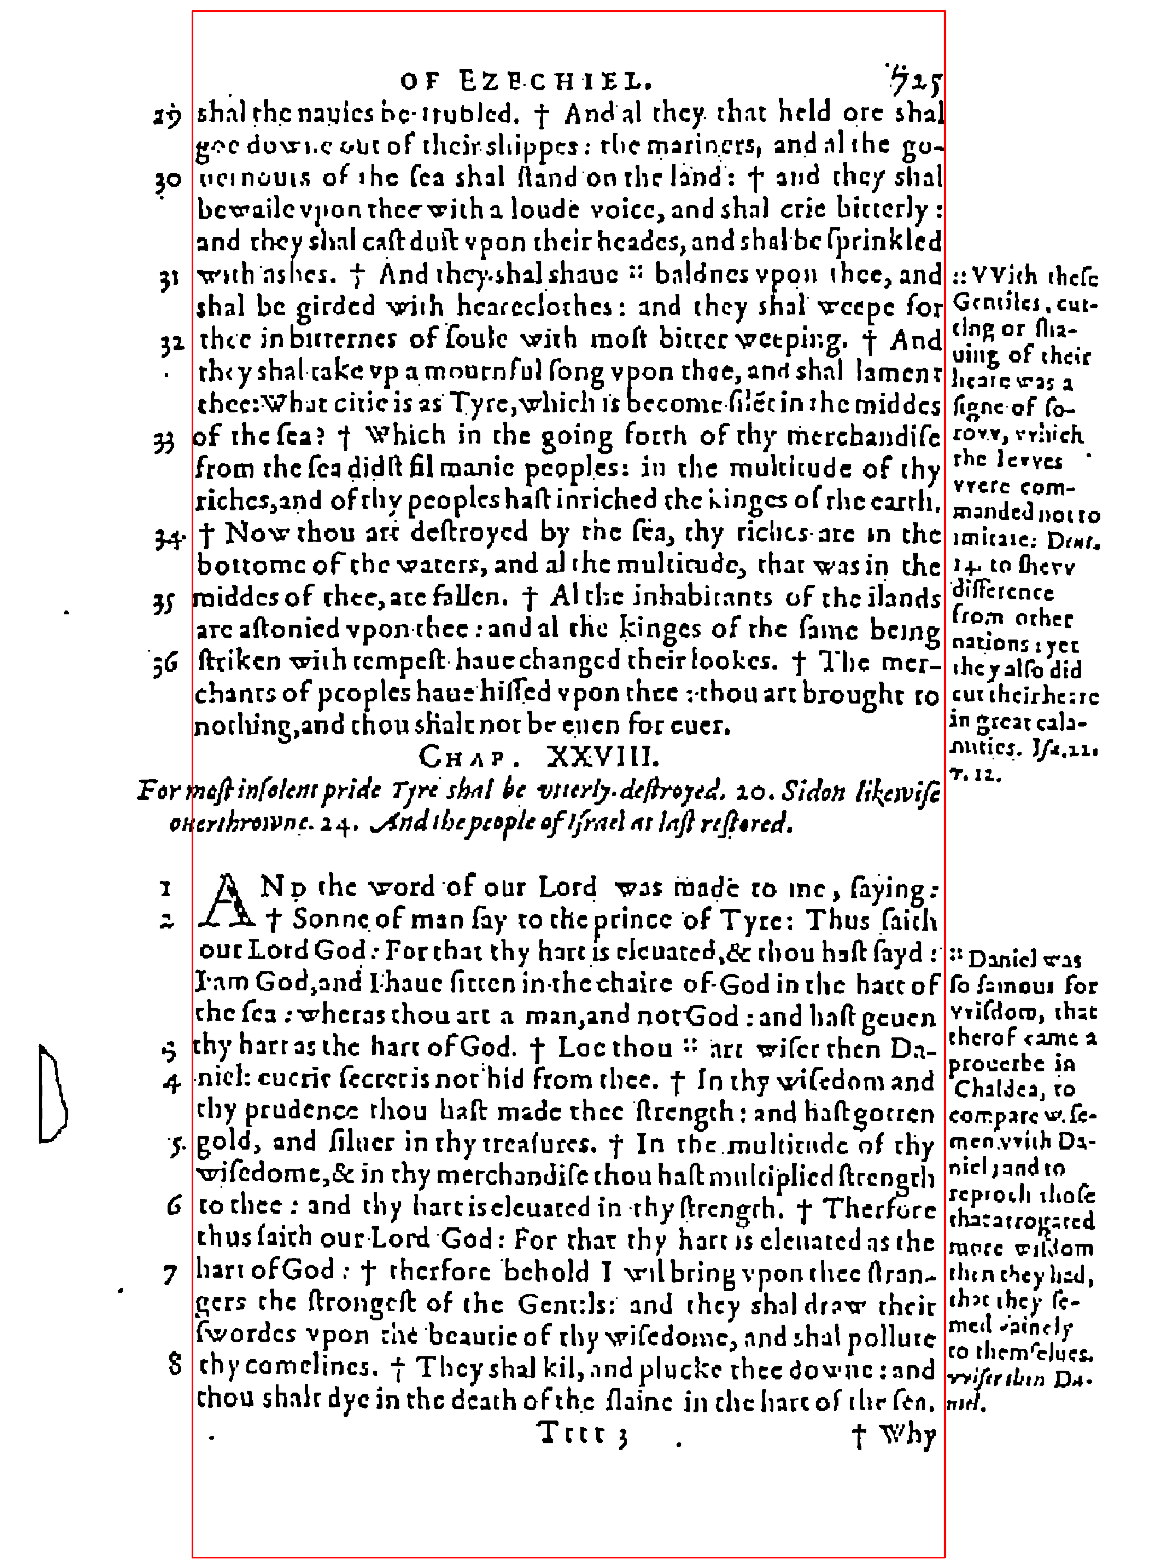 OF EZECHIEL. 725
29 shal the nauies be trubled. † And al they that held ore shal
goe downe out of their shippes: the mariners, and al the go-
30 uernours of the sea shal ſtand on the land: † and they shal
bewaile vpon thee with a loude voice, and shal crie bitterly:
and they shal caſt duſt vpon their heades, and shal be ſprinkled
31 with ashes. † And they shal shaue :: baldnes vpon thee, and
shal be girded with heareclothes: and they shal weepe for
32 thee in bitternes of ſoule with moſt bitter weeping. † And
they shal take vp a mournful ſong vpon thee, and shal lament
thee: What citie is as Tyre, which is become ſilẽt in the middes
33 of the ſea? † Which in the going forth of thy merchandiſe
from the ſea didſt fil manie peoples: in the multitude of thy
riches, and of thy peoples haſt inriched the kinges of the earth.
34 † Now thou art deſtroyed by the ſea, thy riches are in the
bottome of the waters, and al the multitude, that was in the
35 middes of thee, are fallen. † Al the inhabitants of the ilands
are aſtonied vpon thee: and al the kinges of the ſame being
36 ſtriken with tempeſt haue changed their lookes. † The mer-
chants of peoples haue hiſſed vpon thee: thou art brought to
nothing, and thou shalt not be euen for euer.
:: VVith theſe
Gentiles, cut-
ting or ſha-
uing of their
heare was a
ſigne of ſo-
rovv, vvhich
the Ievves
vvere com-
manded not to
imitate: Deut.
14. to ſhevv
difference
from other
nations: yet
they alſo did
cut their heare
in great cala-
mities. Iſa. 22.
v. 12.
CHAP. XXVIII.
For moſt inſolent pride Tyre shal be vtterly deſtroyed. 20. Sidon likewiſe
ouerthrowne. 24. And the people of Iſrael at laſt reſtored.
1 AND the word of our Lord was made to me, ſaying:
2 † Sonne of man ſay to the prince of Tyre: Thus ſaith
our Lord God: For that thy hart is eleuated, & thou haſt ſayd:
I am God, and I haue ſitten in the chaire of God in the hart of
the ſea: wheras thou art a man, and not God: and haſt geuen
3 thy hart as the hart of God. † Loe thou :: art wiſer then Da-
4 niel: euerie ſecret is not hid from thee. † In thy wiſedom and
thy prudence thou haſt made thee ſtrength: and haſt gotten
5 gold, and ſiluer in thy treaſures. † In the multitude of thy
wiſedome, & in thy merchandiſe thou haſt multiplied ſtrength
6 to thee: and thy hart is eleuated in thy ſtrength. † Therfore
thus ſaith our Lord God: For that thy hart is eleuated as the
7 hart of God: † therfore behold I wil bring vpon thee ſtran-
gers the ſtrongeſt of the Gentils: and they shal draw their
ſwordes vpon the beautie of thy wiſedome, and shal pollute
8 thy comelines. † They shal kil, and plucke thee downe: and
thou shalt dye in the death of the ſlaine in the hart of the ſea.
:: Daniel was
ſo famous for
vviſdom, that
therof came a
prouerbe in
Chaldea, to
compare w. ſe-
men vvith Da-
niel; and to
reproch thoſe
that arrogated
more wiſdom
then they had,
that they ſe-
med vainely
to themſelues.
vviſer then Da-
niel.
Tttt 3 † Why